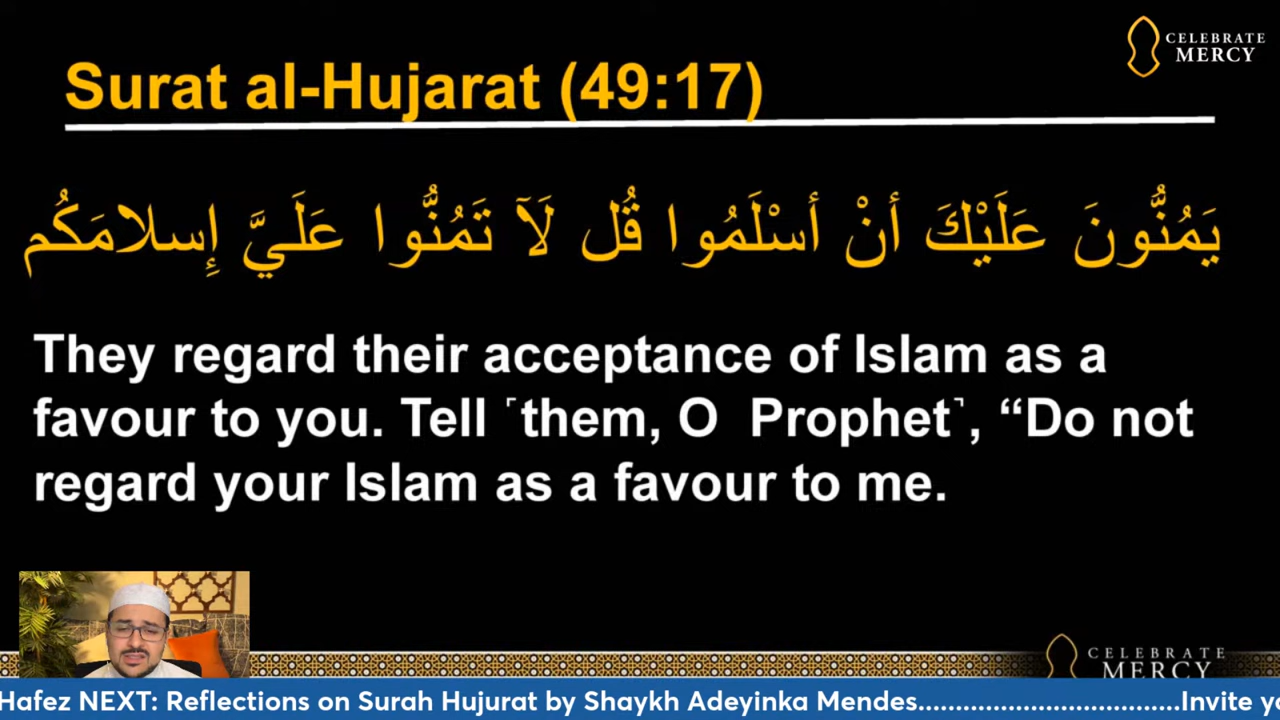 CELEBRATE
MERCY
Surat al-Hujarat (49:17)
يَمُنُّونَ عَلَيْكَ أنْ أسْلَمُوا قُل لَآ تَمُنُّوا عَلَيَّ إِسلامَكُم
They regard their acceptance of Islam as a
favour to you. Tell ˹them, O Prophet˺, “Do not
regard your Islam as a favour to me.
CELEBRATE
MERCY
Hafez NEXT: Reflections on Surah Hujurat by Shaykh Adeyinka Mendes.......................................Invite